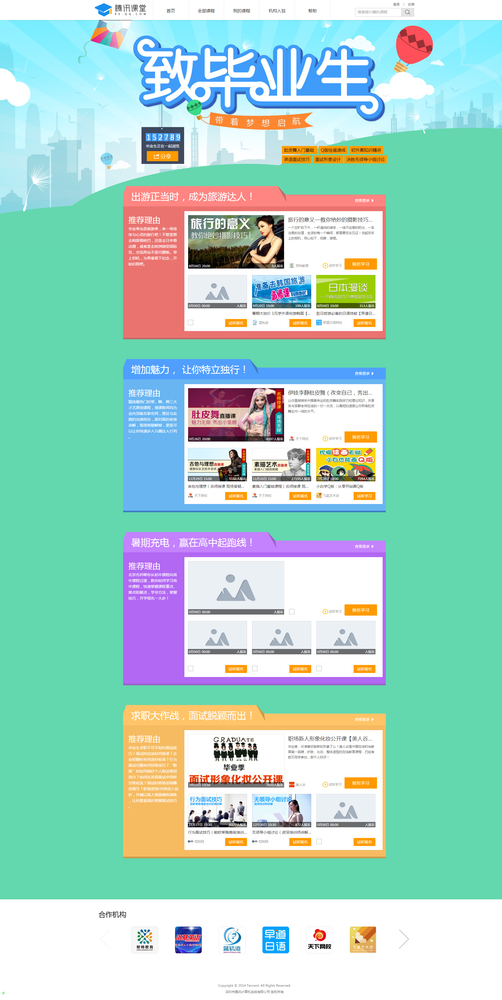 腾讯课堂
KE.QQ.COM
首页
全部课程
我的课程
机构入驻
帮助
登录 | 反馈
搜索感兴趣的课程
致毕业生
带着梦想启航
152789
毕业生正在一起浏览
分享
肚皮舞入门基础 Q版绘画速成 初升高知识精讲
英语面试技巧 面试形象设计 决胜无领导小组讨论
出游正当时，成为旅游达人！
查看更多
推荐理由
毕业季也是旅游季，来一场身
体与心灵的旅行吧！不管是想
去韩国看欧巴，还是去日本看
动漫，或者是去欧洲感受国际
范，交流再也不是问题啦。带
上相机，为青春留下纪念，开
始启程吧。
旅行的意义
教你绝妙摄影技巧！
8月04日 20:00 5人报名
旅行的意义—教你绝妙的摄影技巧...
一个空旷的下午，一杯清纯的绿茶，一缕不轻意的阳光，一条
沧桑的古道，生活的每一个瞬间，都需要您去见证！动起您手
上的相机，用心拍下，观察，感悟。
邢帅教育
试听学习
报名学习
0月00日 00:00 人报名
试听报名
准备去韩国旅游
必修课 summer
9月20日 19:00 199人报名
暑期大放价 1元学外语穷游韩国【...
蓝轨迹
试听报名
日本漫谈
一个真实却不为熟知的日本
8月04日 10:00 313人报名
赴日旅游必备的日语技能【早道日...
早道日语网校
试听报名
增加魅力， 让你特立独行！
查看更多
推荐理由
精选最热门的琴、舞、画三大
才艺原创课程，授课教师均为
业内顶级名家名师，理论与实
践的完美结合，面对面的亲身
讲解，现场答疑解辩，更是可
以让你快速步入兴趣达人行列
。
肚皮舞直播课
魅力无限 秀出小蛮腰
名师授课
现场答疑
9月26日 20:00 4397人报名
伊娃李静肚皮舞（改变自己，秀出...
让你直接接受中国最专业的肚皮舞实践技巧和理论知识，并享
受与李静老师在线的一对一交流，以最短的速度让你跻身肚皮
舞业内一线的水平。
天下网校
试听学习
报名学习
吉他与理想直播课
唐朝乐队吉他手亲讲
名师授课
现场答疑
11月29日 15:00 5182人报名
吉他与理想（名师授课 现场答疑...
天下网校
试听报名
素描艺术直播课
素描入门提高秘籍
名师授课
现场答疑
11月10日 15:00 27195人报名
素描入门基础课程（名师授课 现...
天下网校
试听报名
挖掘绘画天赋
小白也能画Q版
7月28日 19:00 7164人报名
小白学Q版：从零开始画Q版
飞盒艺术派
试听学习
暑期充电，赢在高中起跑线！
查看更多
推荐理由
北京名师帮你从初中课程向高
中课程过渡，教你如何学习高
中课程，快速掌握课程重点、
难点和疑点，学会方法，掌握
技巧，开学领先一大步！
0月00日 00:00 人报名
试听学习
报名学习
0月00日 00:00 人报名
试听报名
0月00日 00:00 人报名
试听报名
0月00日 00:00 人报名
试听报名
求职大作战，面试脱颖而出！
查看更多
推荐理由
毕业生求职不可不知的面试技
巧！面试时应该如何着装？企
业招聘时有何选材标准？行为
面试问题有何回答技巧？“群
面”时如何做好个人陈述得到
高分？如何在英语面试中同样
对答如流？面试时容易忽视哪
些细节？职场资深HR将深入剖
析，并辅以真人情景模拟演练
，让你更直观的掌握面试技巧
。
GRADUATE
毕业季
面试形象化妆公开课
7月12日 13:50 7010人报名
职场新人形象化妆公开课【美人谷...
毕业季，你准备好崭新的形象了么？美人谷是中国在线时尚教
育第一品牌，护肤、化妆、整体造型的在线教育课程，已经有
数万同学参加，数千人好评！
美人谷
试听学习
报名学习
行为面试技巧
前欧莱雅高级培训经理讲解
11月17日 10:30 9377人报名
行为面试技巧（前欧莱雅高级培训...
知知网
试听报名
无领导小组讨论
资深培训师讲解
12月30日 10:30 872人报名
无领导小组讨论（资深培训师讲解...
知知网
试听报名
0月00日 00:00 人报名
试听报名
合作机构
邢帅教育
www.xsteach.com
洛基英语
蓝轨迹
早道
日语
天下网校
飞盒艺术派
Copyright © 2014 Tencent. All Rights Reserved.
深圳市腾讯计算机系统有限公司 版权所有